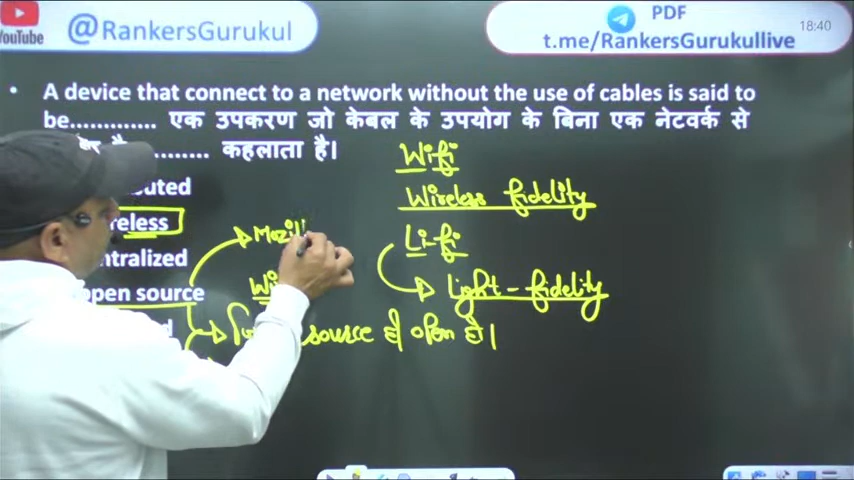 YouTube
@RankersGurukul
PDF
t.me/RankersGurukullive
18:40
• A device that connect to a network without the use of cables is said to
be............. एक उपकरण जो केबल के उपयोग के बिना एक नेटवर्क से
.......... कहलाता है।
uted
reless
ntralized
open source
Wifi
Wireless fidelity
Li-fi
Light - fidelity
Mozill
Wi
source ही open है।